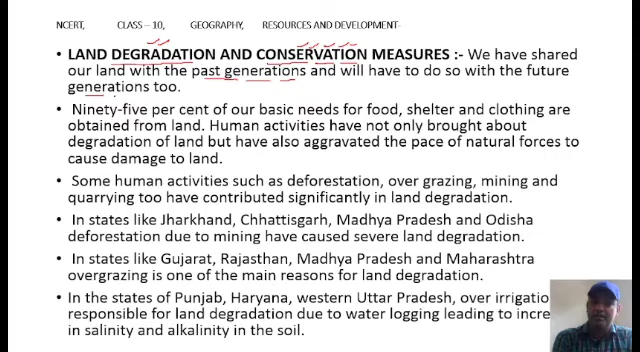 NCERT, CLASS – 10, GEOGRAPHY, RESOURCES AND DEVELOPMENT-
• LAND DEGRADATION AND CONSERVATION MEASURES :- We have shared
our land with the past generations and will have to do so with the future
generations too.
• Ninety-five per cent of our basic needs for food, shelter and clothing are
obtained from land. Human activities have not only brought about
degradation of land but have also aggravated the pace of natural forces to
cause damage to land.
• Some human activities such as deforestation, over grazing, mining and
quarrying too have contributed significantly in land degradation.
• In states like Jharkhand, Chhattisgarh, Madhya Pradesh and Odisha
deforestation due to mining have caused severe land degradation.
• In states like Gujarat, Rajasthan, Madhya Pradesh and Maharashtra
overgrazing is one of the main reasons for land degradation.
• In the states of Punjab, Haryana, western Uttar Pradesh, over irrigatio
responsible for land degradation due to water logging leading to incre
in salinity and alkalinity in the soil.